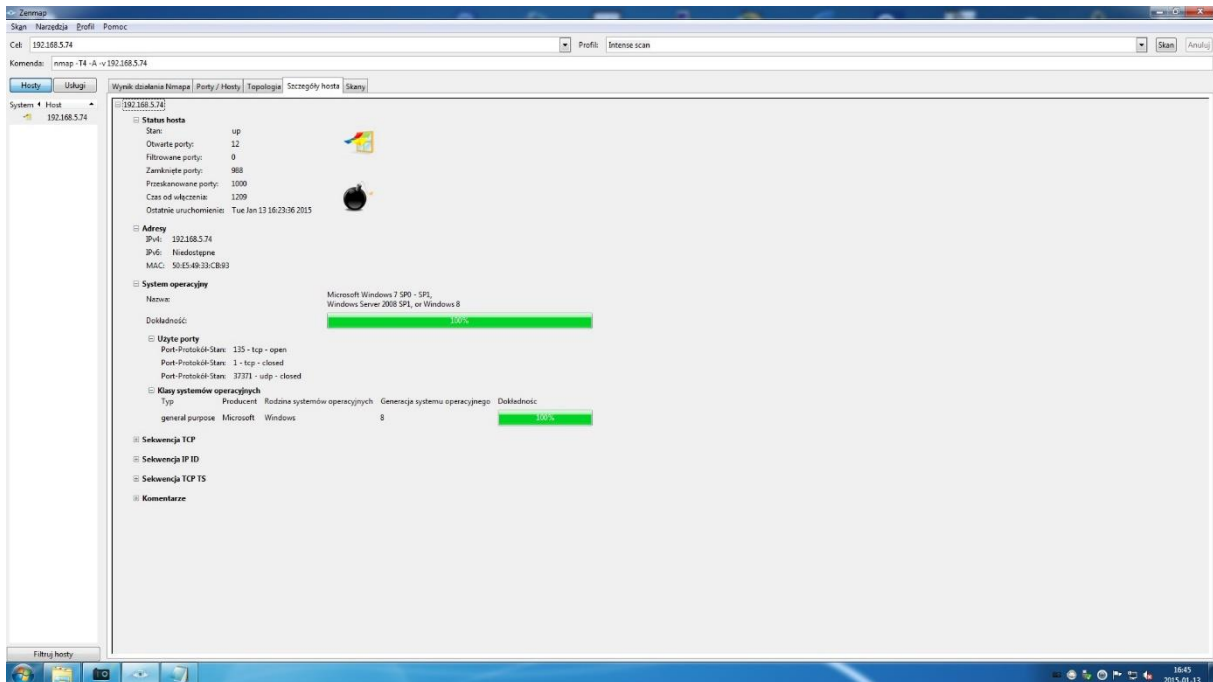 Zenmap
Skan Narzędzia Profil Pomoc
Cel: 192.168.5.74 Profil: Intense scan Skan Anuluj
Komenda: nmap -T4 -A -v 192.168.5.74
Hosty Usługi
Wynik działania Nmapa Porty / Hosty Topologia Szczegóły hosta Skany
System Host
192.168.5.74
192.168.5.74
Status hosta
Stan: up
Otwarte porty: 12
Filtrowane porty: 0
Zamknięte porty: 988
Przeskanowane porty: 1000
Czas od włączenia: 1209
Ostatnie uruchomienie: Tue Jan 13 16:23:36 2015
Adresy
IPv4: 192.168.5.74
IPv6: Niedostępne
MAC: 50:E5:49:33:CB:93
System operacyjny
Nazwa: Microsoft Windows 7 SP0 - SP1,
Windows Server 2008 SP1, or Windows 8
Dokładność: 100%
Użyte porty
Port-Protokół-Stan: 135 - tcp - open
Port-Protokół-Stan: 1 - tcp - closed
Port-Protokół-Stan: 37371 - udp - closed
Klasy systemów operacyjnych
Typ Producent Rodzina systemów operacyjnych Generacja systemu operacyjnego Dokładność
general purpose Microsoft Windows 8 100%
Sekwencja TCP
Sekwencja IP ID
Sekwencja TCP TS
Komentarze
Filtruj hosty
16:45
2015-01-13